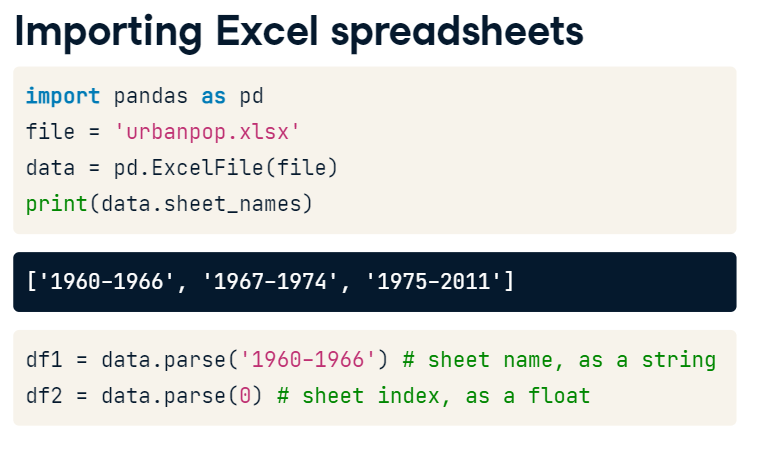 Importing Excel spreadsheets
import pandas as pd
file = 'urbanpop.xlsx'
data = pd.ExcelFile(file)
print(data.sheet_names)
['1960-1966', '1967-1974', '1975-2011']
df1 = data.parse('1960-1966') # sheet name, as a string
df2 = data.parse(0) # sheet index, as a float